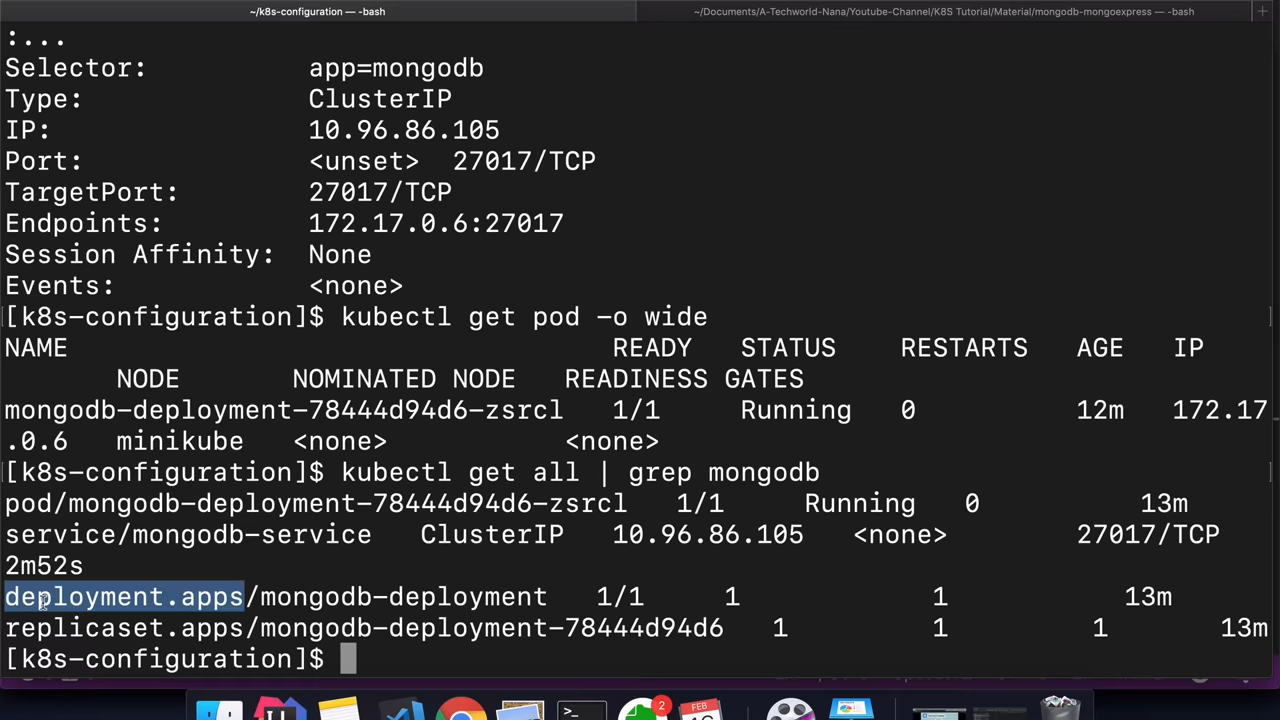 ~/k8s-configuration — -bash
~/Documents/A-Techworld-Nana/Youtube-Channel/K8S Tutorial/Material/mongodb-mongoexpress — -bash
:...
Selector: app=mongodb
Type: ClusterIP
IP: 10.96.86.105
Port: <unset> 27017/TCP
TargetPort: 27017/TCP
Endpoints: 172.17.0.6:27017
Session Affinity: None
Events: <none>
[k8s-configuration]$ kubectl get pod -o wide
NAME READY STATUS RESTARTS AGE IP
NODE NOMINATED NODE READINESS GATES
mongodb-deployment-78444d94d6-zsrcl 1/1 Running 0 12m 172.17
.0.6 minikube <none> <none>
[k8s-configuration]$ kubectl get all | grep mongodb
pod/mongodb-deployment-78444d94d6-zsrcl 1/1 Running 0 13m
service/mongodb-service ClusterIP 10.96.86.105 <none> 27017/TCP
2m52s
deployment.apps/mongodb-deployment 1/1 1 1 13m
replicaset.apps/mongodb-deployment-78444d94d6 1 1 1 13m
[k8s-configuration]$
2
FEB